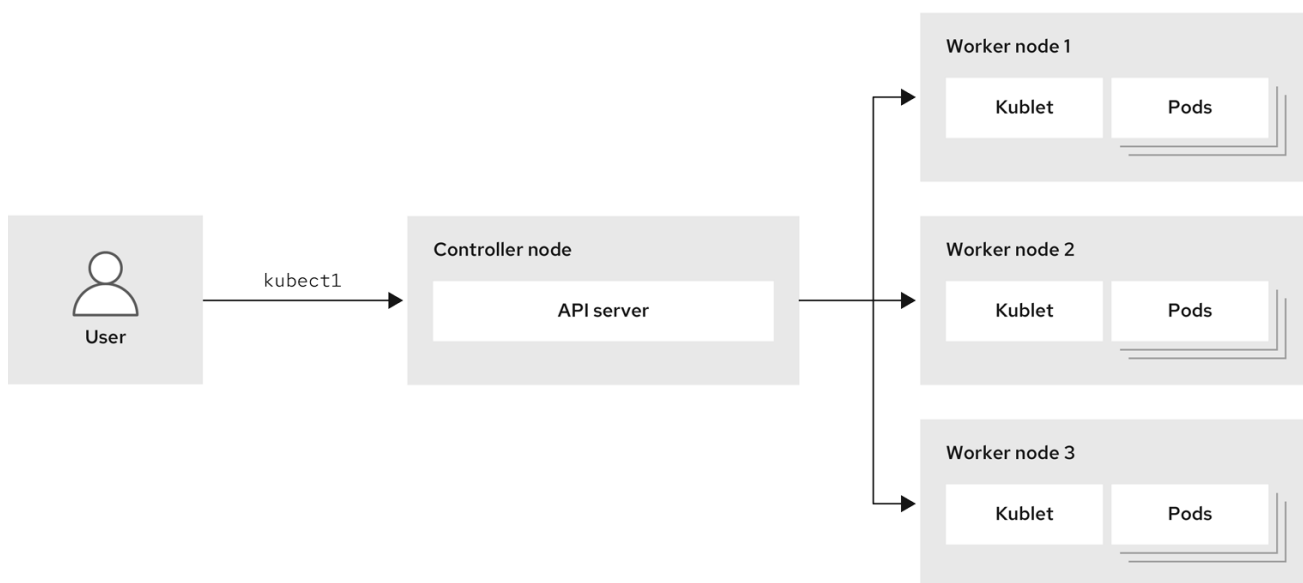 Worker node 1
Kublet
Pods
User
kubect1
Controller node
API server
Worker node 2
Kublet
Pods
Worker node 3
Kublet
Pods